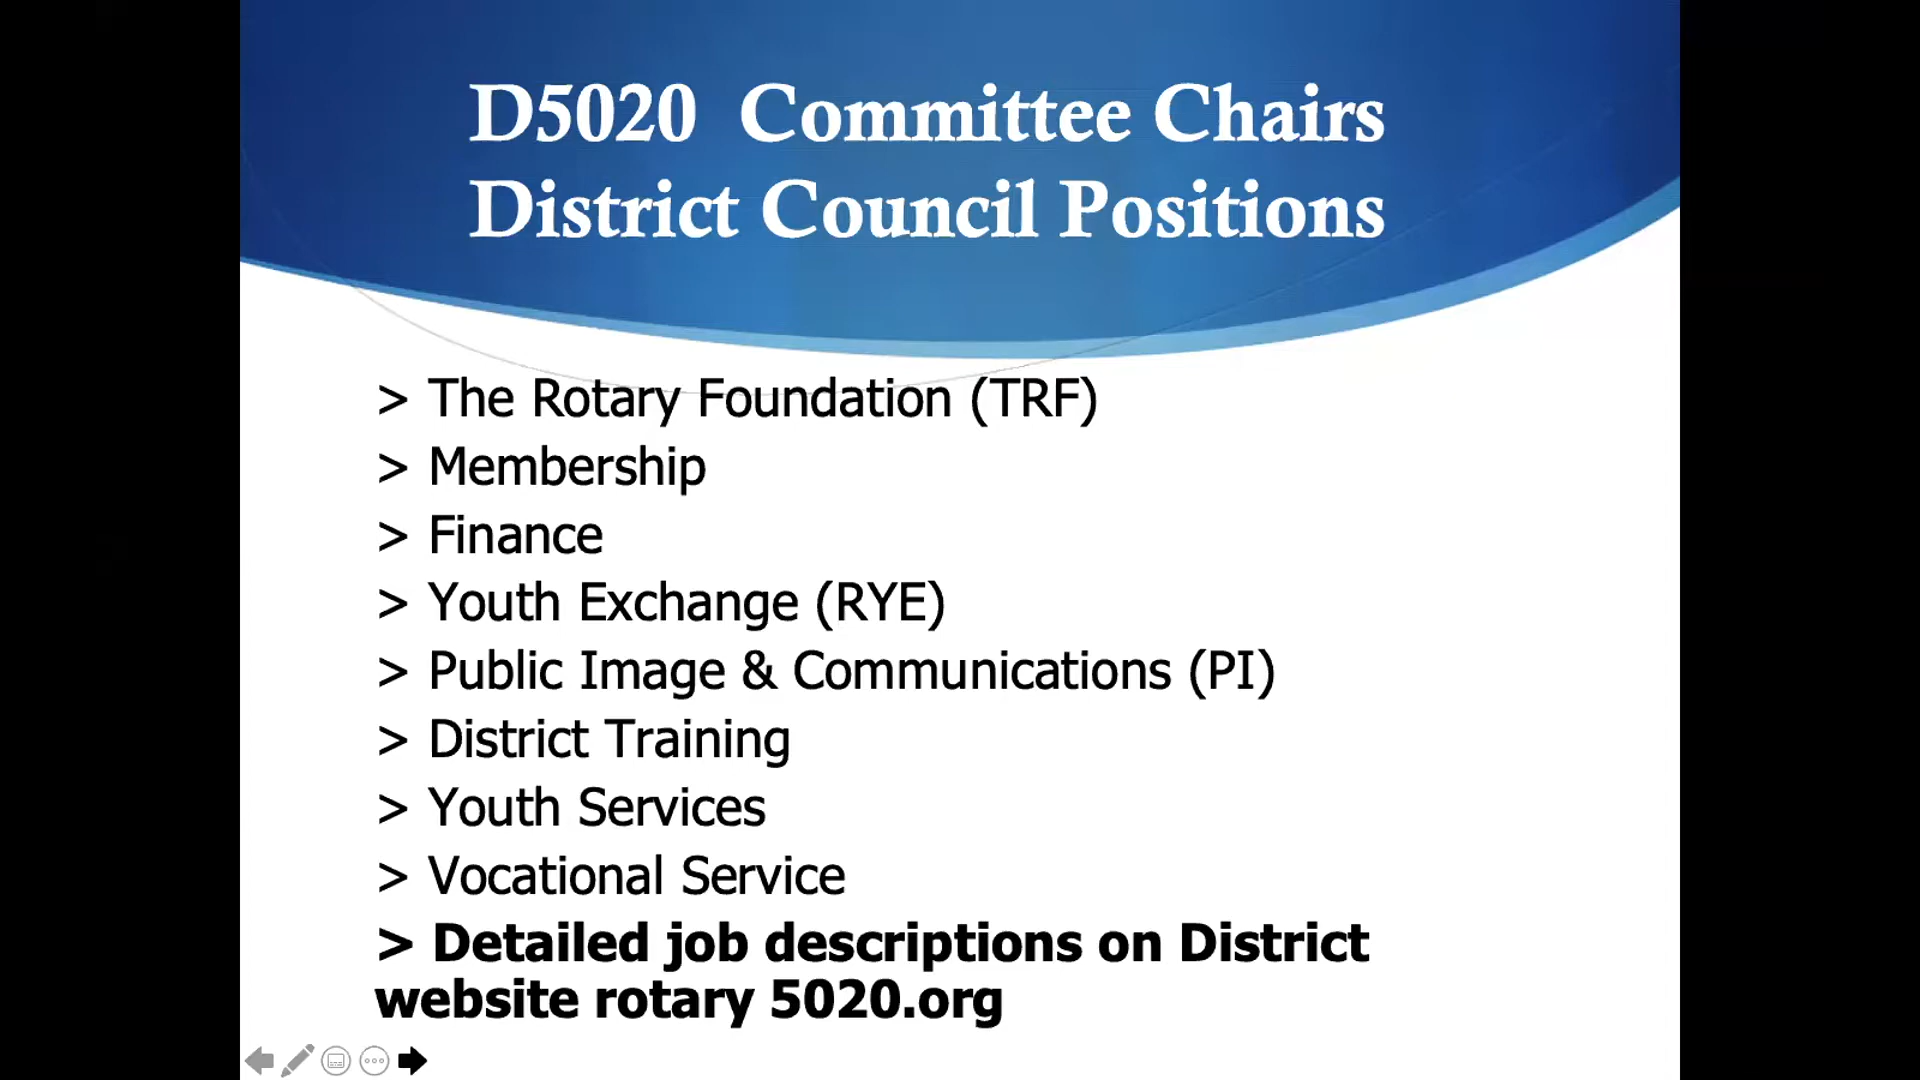 D5020  Committee Chairs
District Council Positions
> The Rotary Foundation (TRF)
> Membership
> Finance
> Youth Exchange (RYE)
> Public Image & Communications (PI)
> District Training
> Youth Services
> Vocational Service
> Detailed job descriptions on District
website rotary 5020.org